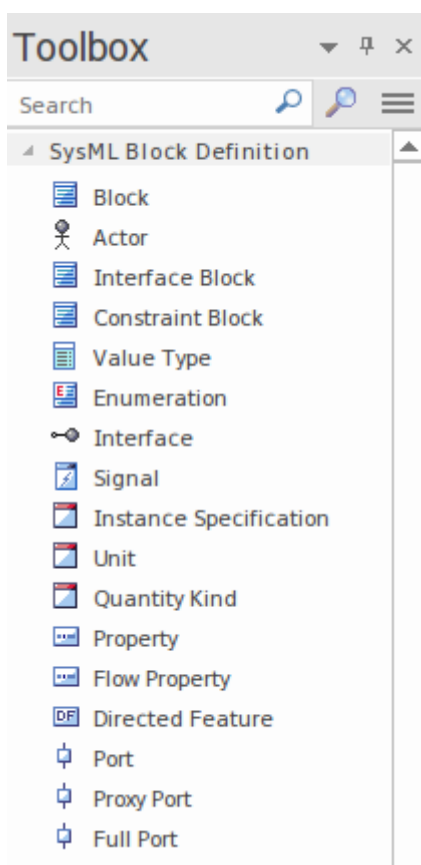 Toolbox
Search
SysML Block Definition
Block
Actor
Interface Block
Constraint Block
Value Type
Enumeration
Interface
Signal
Instance Specification
Unit
Quantity Kind
Property
Flow Property
DF Directed Feature
Port
Proxy Port
Full Port